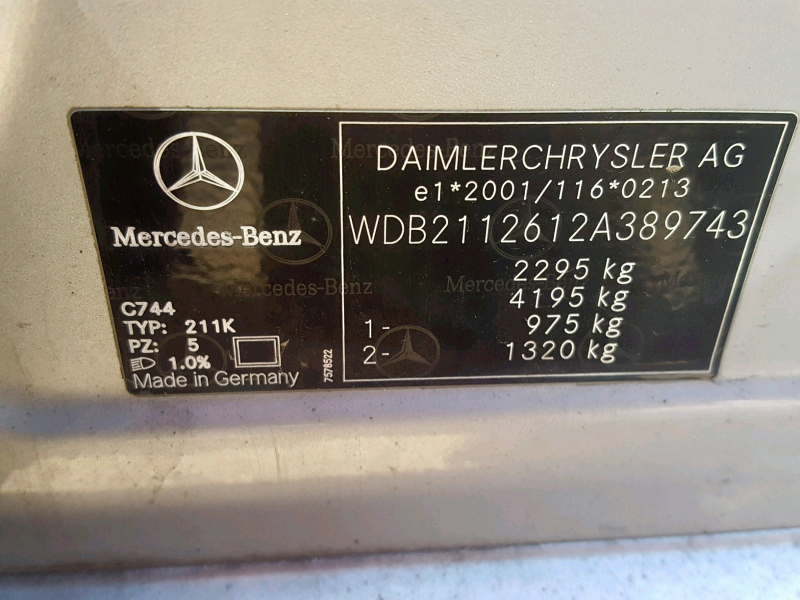 Mercedes-Benz
C744
TYP: 211K
PZ: 5
1.0%
Made in Germany
7578522
DAIMLERCHRYSLER AG
e1*2001/116*0213
WDB2112612A389743
2295 kg
4195 kg
1- 975 kg
2- 1320 kg